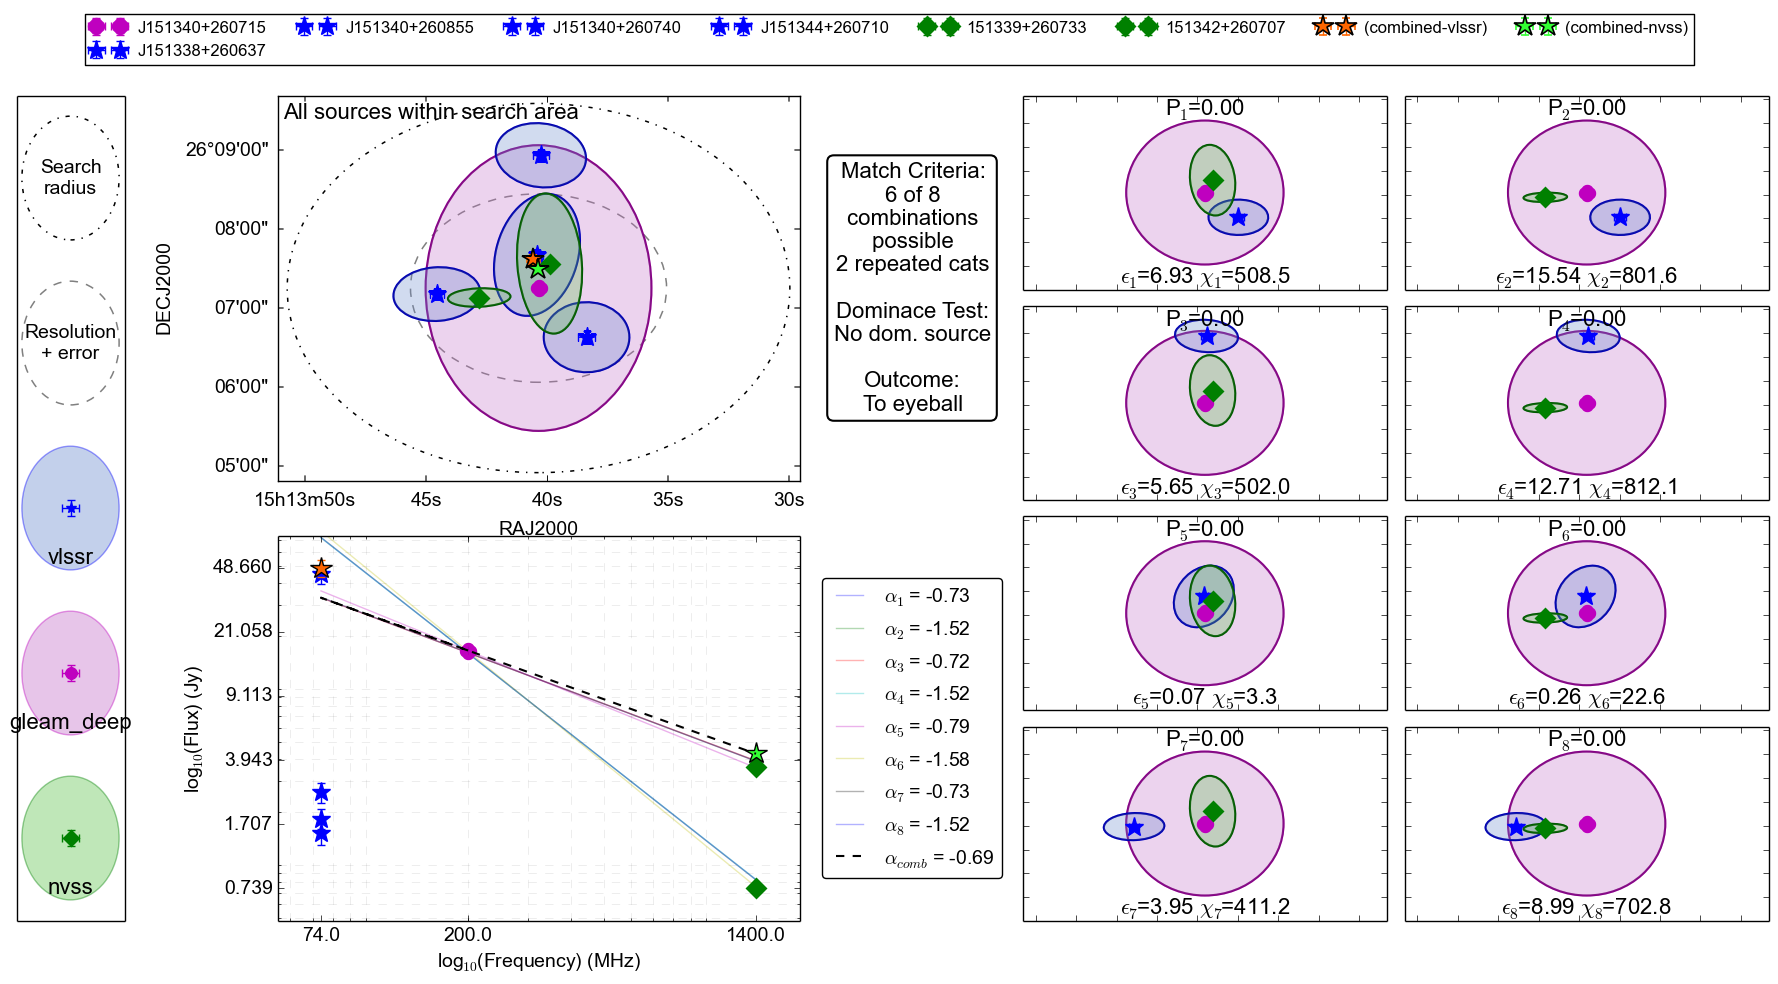 J151340+260715
J151340+260855
J151340+260740
J151344+260710
151339+260733
151342+260707
(combined-vlssr)
(combined-nvss)
J151338+260637
Search
radius
Resolution
+ error
vlssr
gleam_deep
nvss
All sources within search area
DECJ2000
26°09'00"
08'00"
07'00"
06'00"
05'00"
15h13m50s
45s
40s
35s
30s
RAJ2000
Match Criteria:
6 of 8
combinations
possible
2 repeated cats
Dominace Test:
No dom. source
Outcome:
To eyeball
log10(Flux) (Jy)
48.660
21.058
9.113
3.943
1.707
0.739
74.0
200.0
1400.0
log10(Frequency) (MHz)
α1 = -0.73
α2 = -1.52
α3 = -0.72
α4 = -1.52
α5 = -0.79
α6 = -1.58
α7 = -0.73
α8 = -1.52
αcomb = -0.69
P1=0.00
ϵ1=6.93 χ1=508.5
P2=0.00
ϵ2=15.54 χ2=801.6
P3=0.00
ϵ3=5.65 χ3=502.0
P4=0.00
ϵ4=12.71 χ4=812.1
P5=0.00
ϵ5=0.07 χ5=3.3
P6=0.00
ϵ6=0.26 χ6=22.6
P7=0.00
ϵ7=3.95 χ7=411.2
P8=0.00
ϵ8=8.99 χ8=702.8